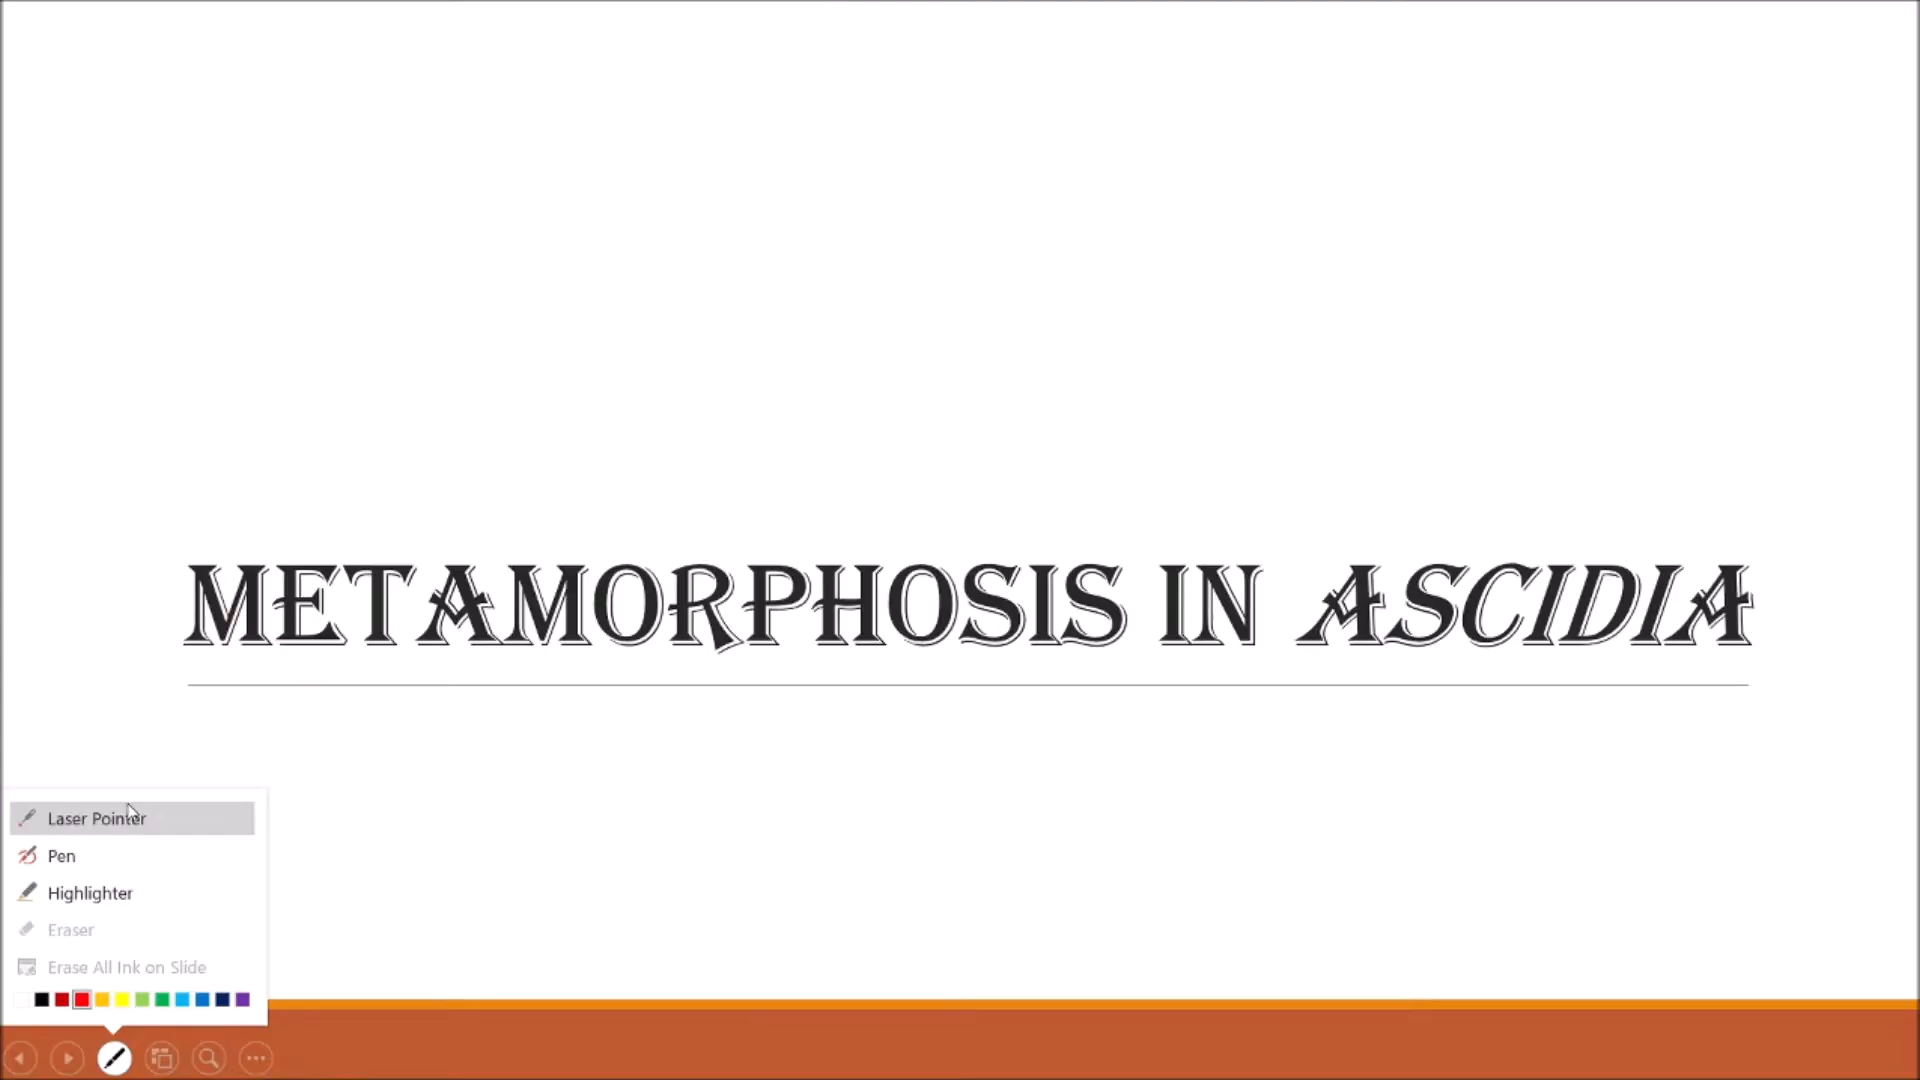 METAMORPHOSIS IN ASCIDIA
Laser Pointer
Pen
Highlighter
Eraser
Erase All Ink on Slide